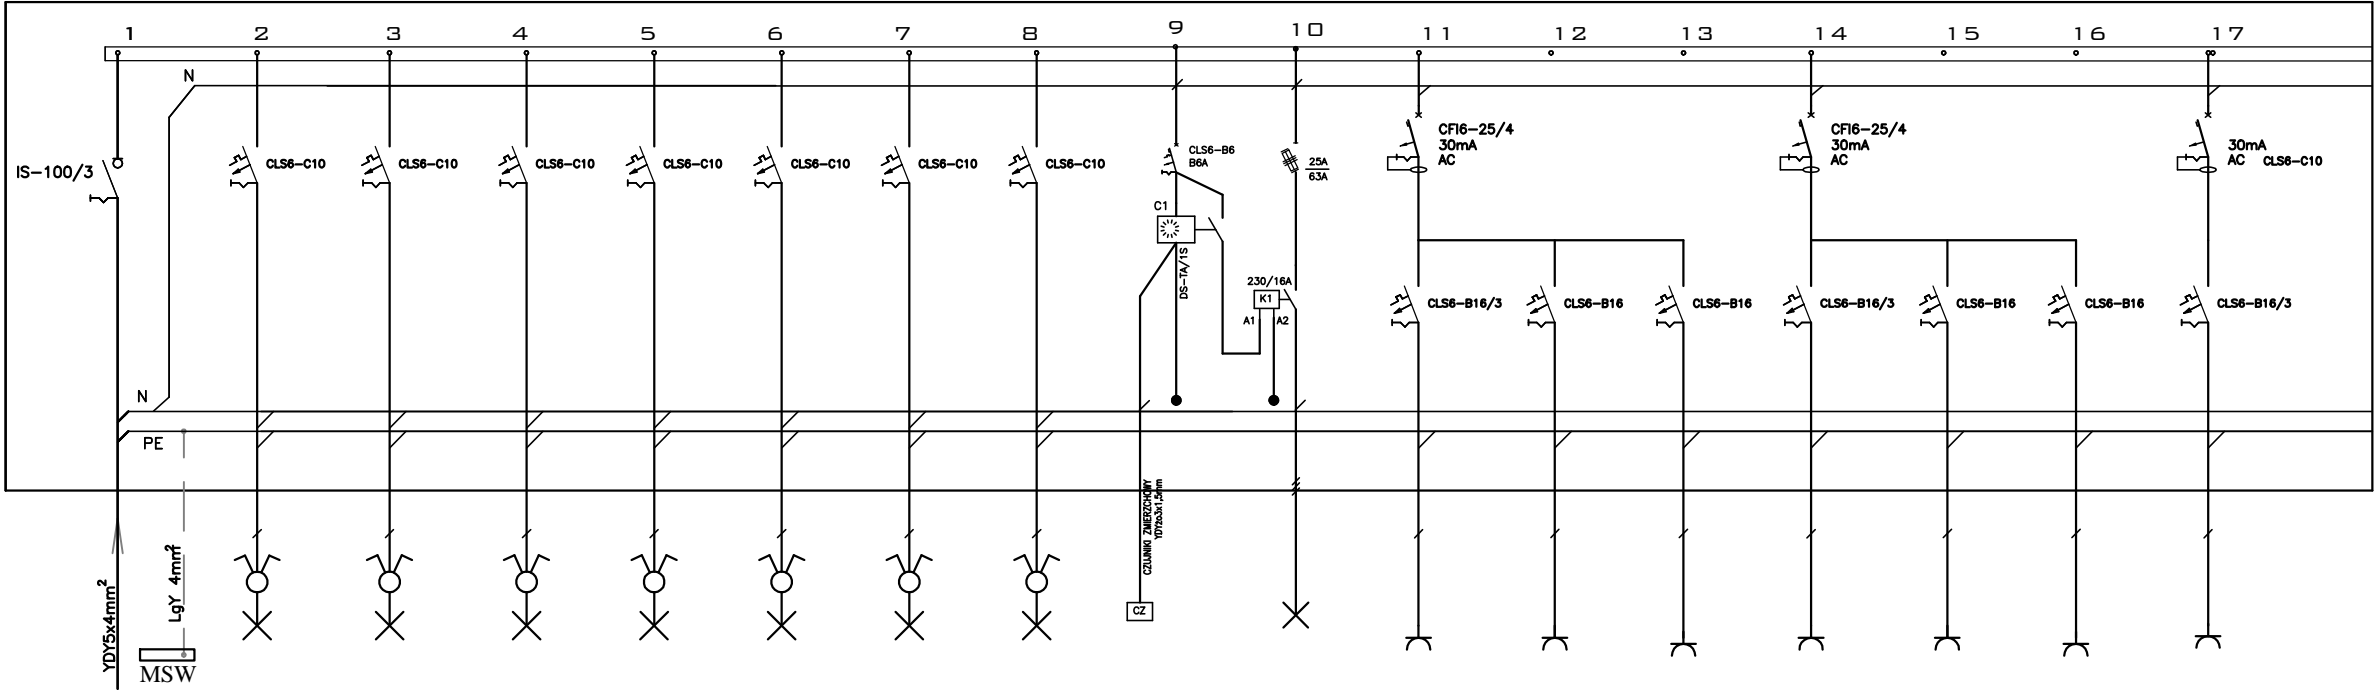 1 2 3 4 5 6 7 8 9 10 11 12 13 14 15 16 17
N
IS-100/3
CLS6-C10
CLS6-C10
CLS6-C10
CLS6-C10
CLS6-C10
CLS6-C10
CLS6-C10
CLS6-B6
B6A
25A
63A
CFI6-25/4
30mA
AC
CFI6-25/4
30mA
AC
30mA
AC CLS6-C10
C1
DS-TA/1S
230/16A
K1
A1 A2
CLS6-B16/3
CLS6-B16
CLS6-B16
CLS6-B16/3
CLS6-B16
CLS6-B16
CLS6-B16/3
N
PE
YDY5x4mm²
LgY 4mm²
MSW
CZUJNIKI ZMIERZCHOWY
YDYżo3x1,5mm
CZ